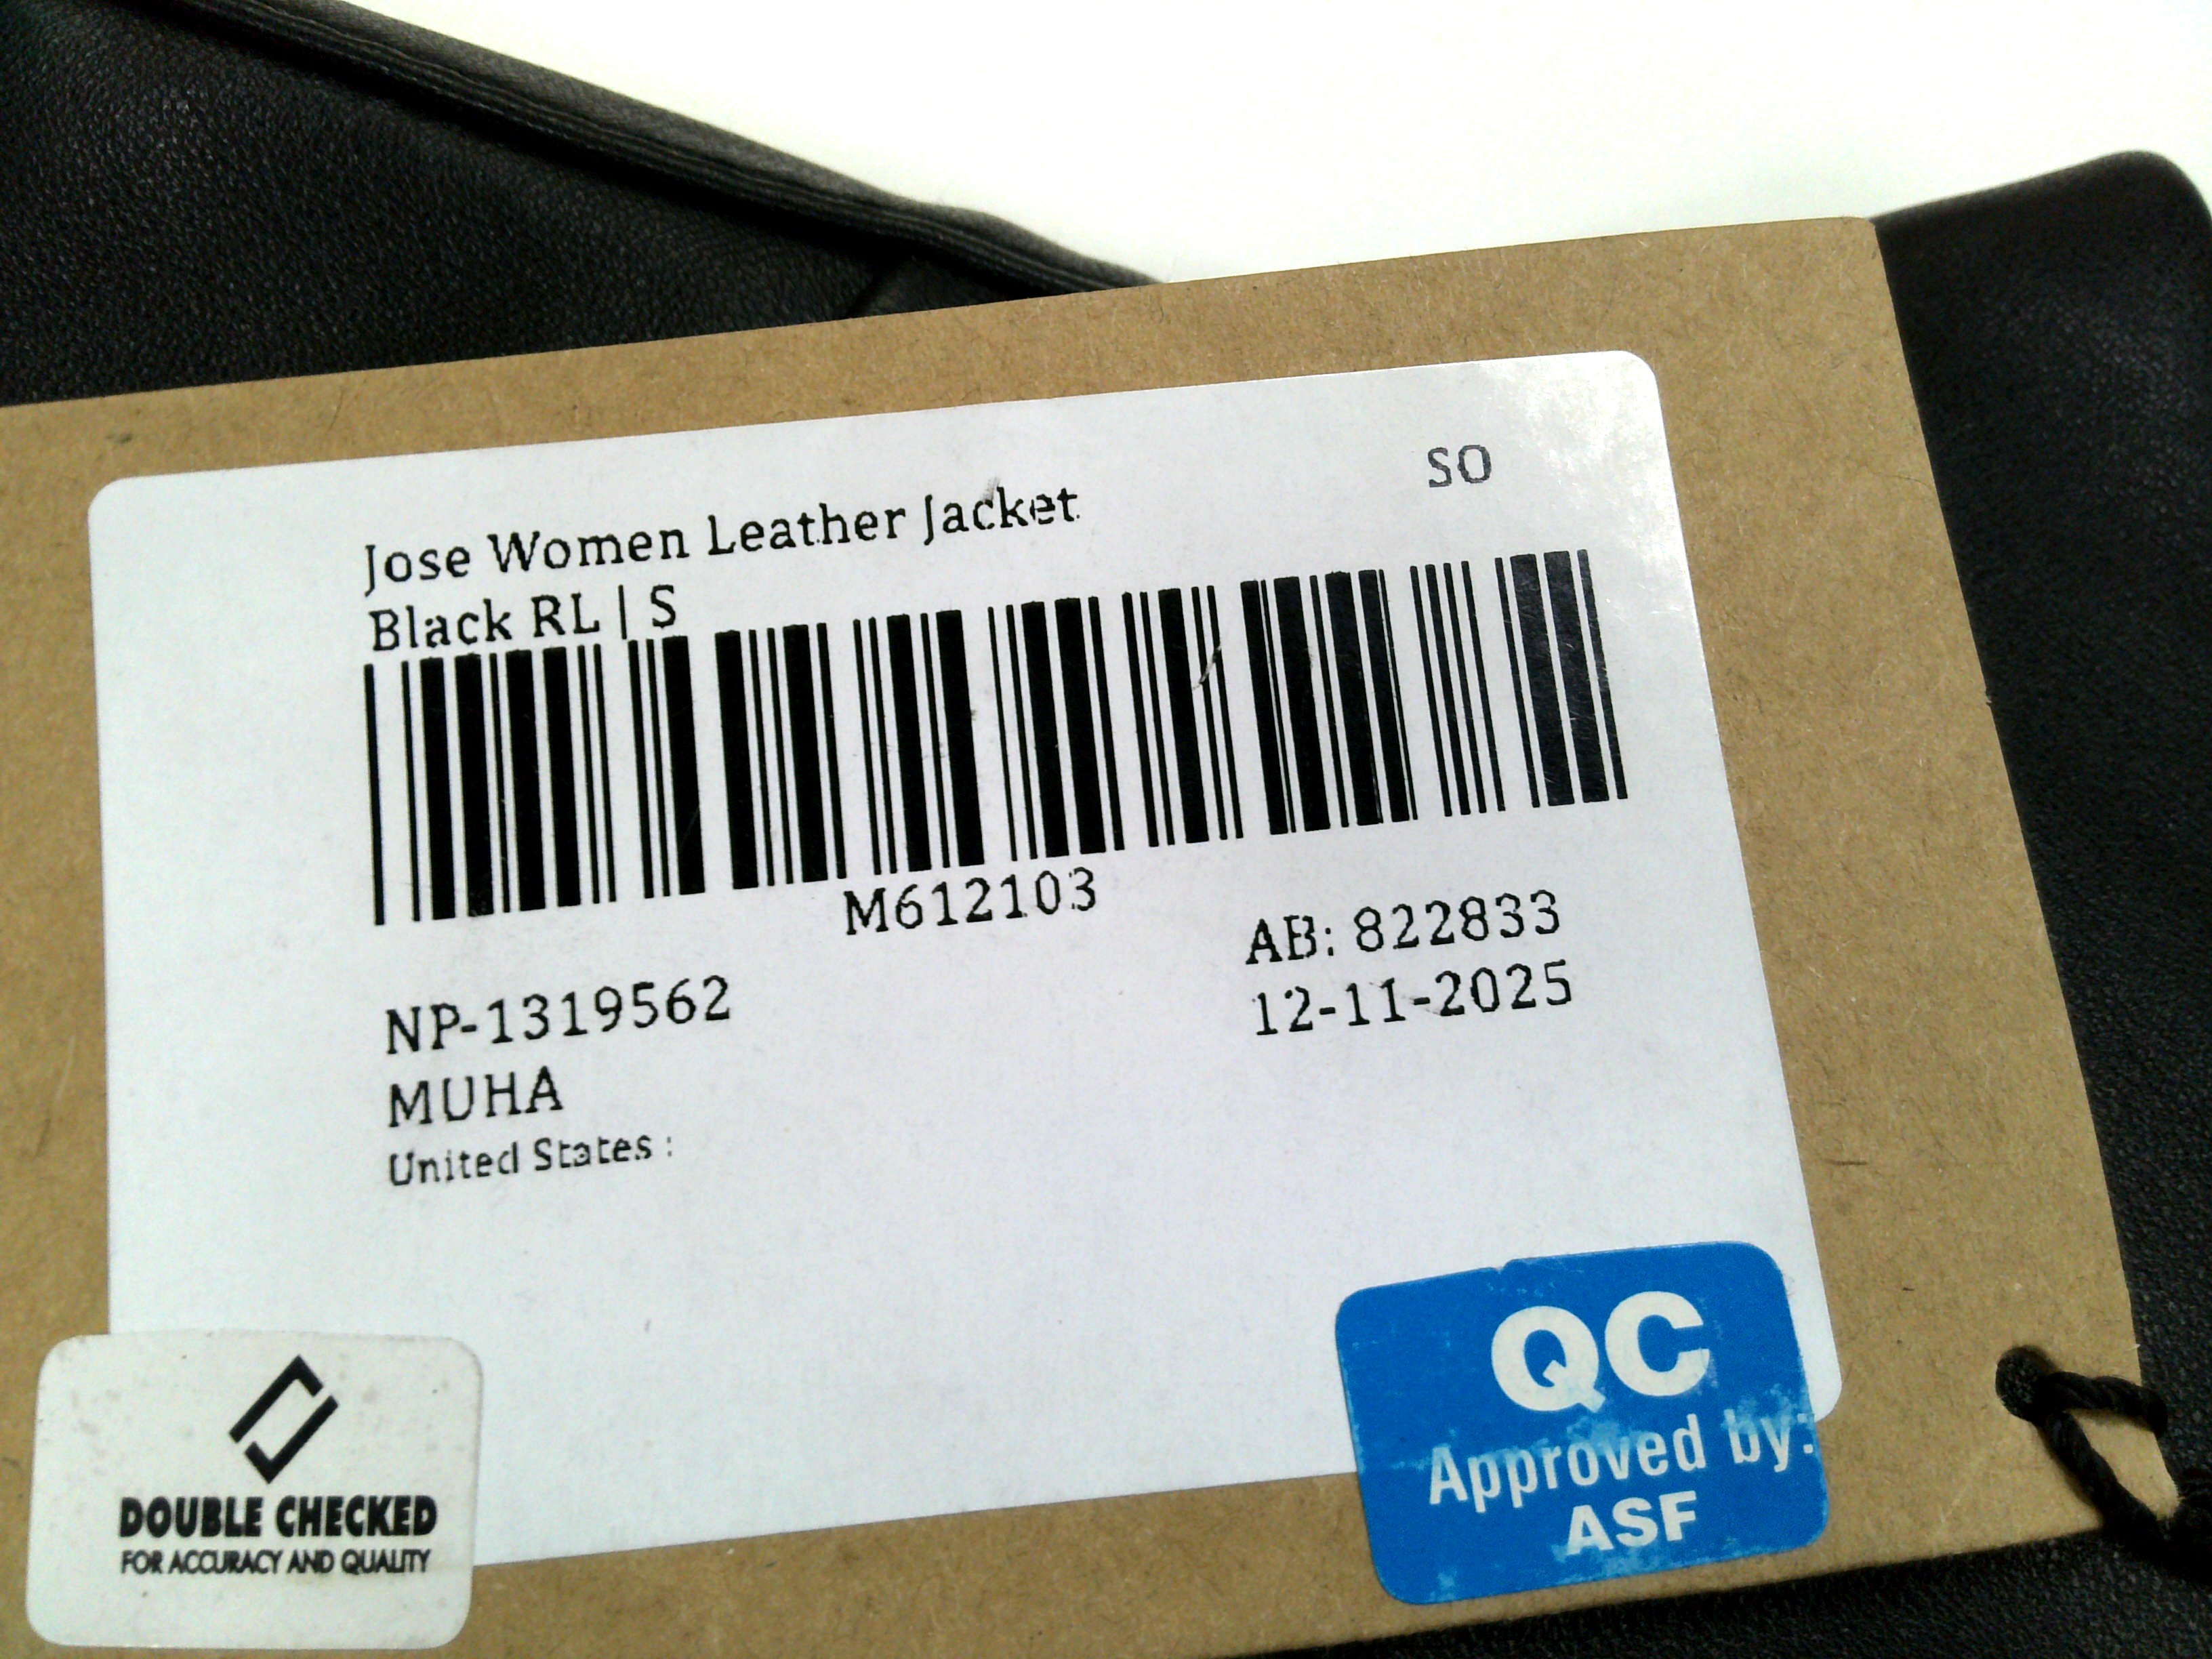 SO
Jose Women Leather Jacket
Black RL | S
M612103
AB: 822833
12-11-2025
NP-1319562
MUHA
United States :
QC
Approved by:
ASF
DOUBLE CHECKED
FOR ACCURACY AND QUALITY